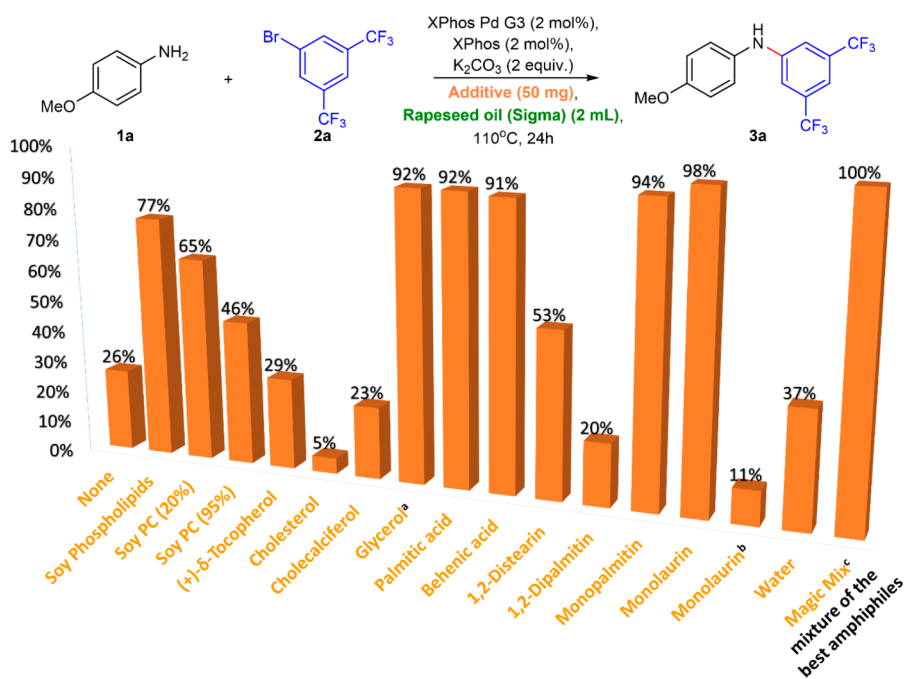 XPhos Pd G3 (2 mol%),
XPhos (2 mol%),
K2CO3 (2 equiv.)
Additive (50 mg),
Rapeseed oil (Sigma) (2 mL),
110°C, 24h
NH2
MeO
1a
+
Br
CF3
CF3
2a
H
N
MeO
CF3
CF3
3a
100%
90%
80%
70%
60%
50%
40%
30%
20%
10%
0%
26%
77%
65%
46%
29%
5%
23%
92%
92%
91%
53%
20%
94%
98%
11%
37%
100%
None
Soy Phospholipids
Soy PC (20%)
Soy PC (95%)
(+)-δ-Tocopherol
Cholesterol
Cholecalciferol
Glycerolᵃ
Palmitic acid
Behenic acid
1,2-Distearin
1,2-Dipalmitin
Monopalmitin
Monolaurin
Monolaurinᵇ
Water
Magic Mixᶜ
mixture of the
best amphiphiles